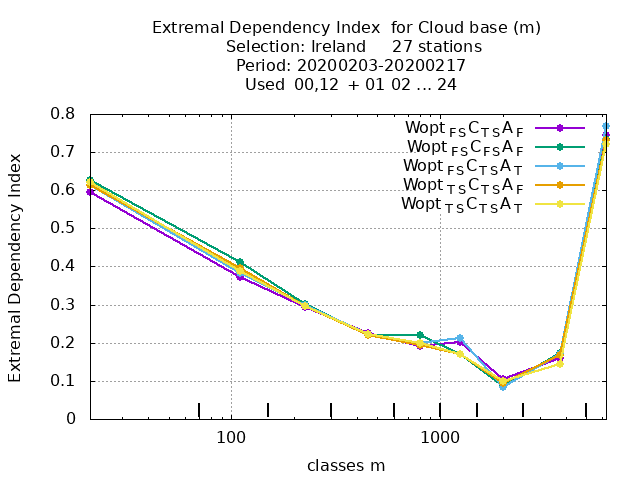 Extremal Dependency Index  for Cloud base (m)
Selection: Ireland     27 stations
Period: 20200203-20200217
Used  00,12  + 01 02 ... 24
Wopt FS C TS A F
Wopt FS C FS A F
Wopt FS C TS A T
Wopt TS C TS A F
Wopt TS C TS A T
0.8
0.7
0.6
0.5
0.4
0.3
0.2
0.1
0
Extremal Dependency Index
100
1000
classes m